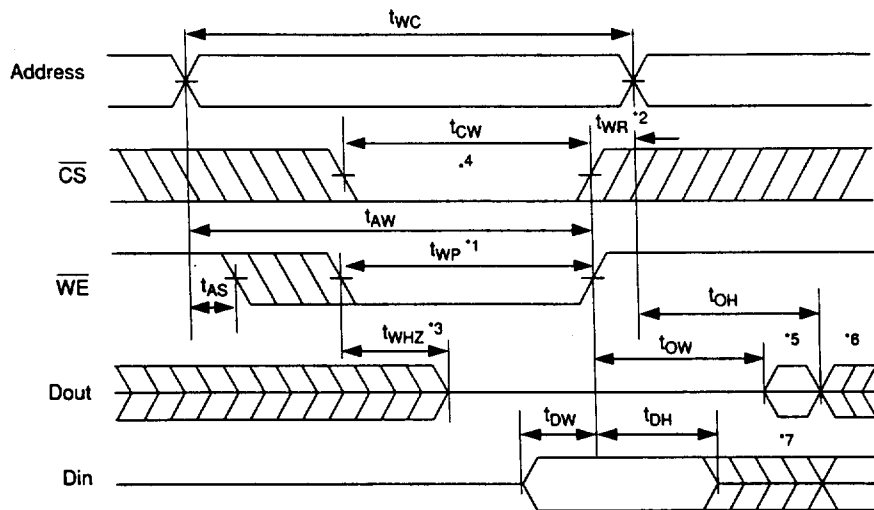 tWC
Address
tCW
tWR *2
CS
*4
tAW
tWP *1
WE
tAS
tOH
tWHZ *3
tOW
*5
*6
Dout
tDW
tDH
*7
Din